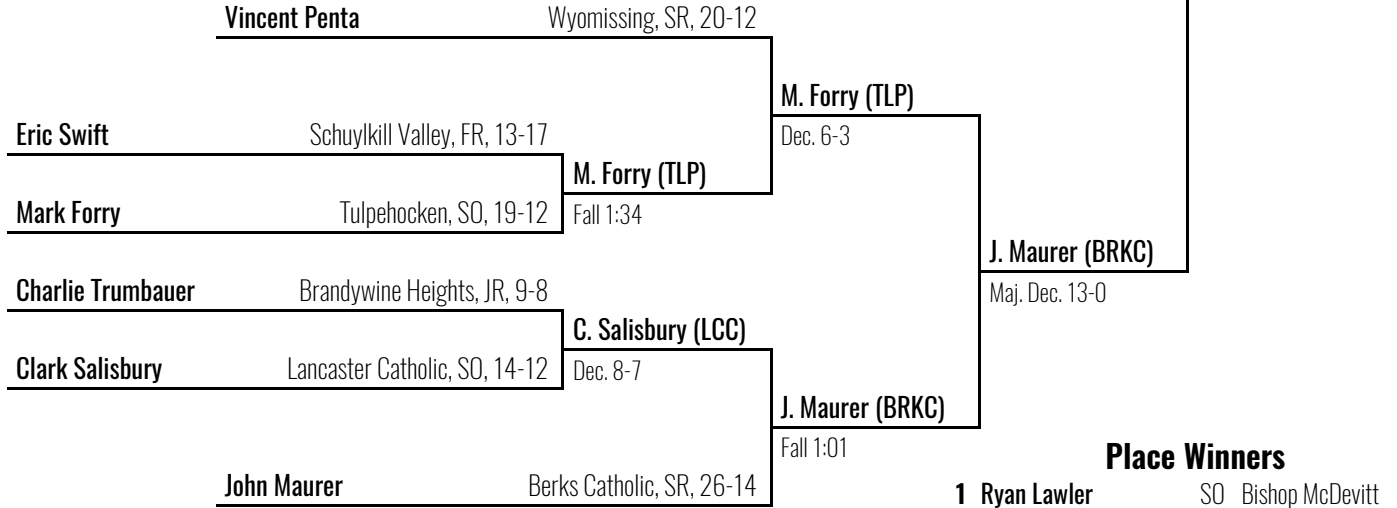 Vincent Penta Wyomissing, SR, 20-12
M. Forry (TLP)
Eric Swift Schuylkill Valley, FR, 13-17
Dec. 6-3
M. Forry (TLP)
Mark Forry Tulpehocken, SO, 19-12
Fall 1:34
J. Maurer (BRKC)
Charlie Trumbauer Brandywine Heights, JR, 9-8
Maj. Dec. 13-0
C. Salisbury (LCC)
Clark Salisbury Lancaster Catholic, SO, 14-12
Dec. 8-7
J. Maurer (BRKC)
Fall 1:01
Place Winners
John Maurer Berks Catholic, SR, 26-14
1 Ryan Lawler SO Bishop McDevitt